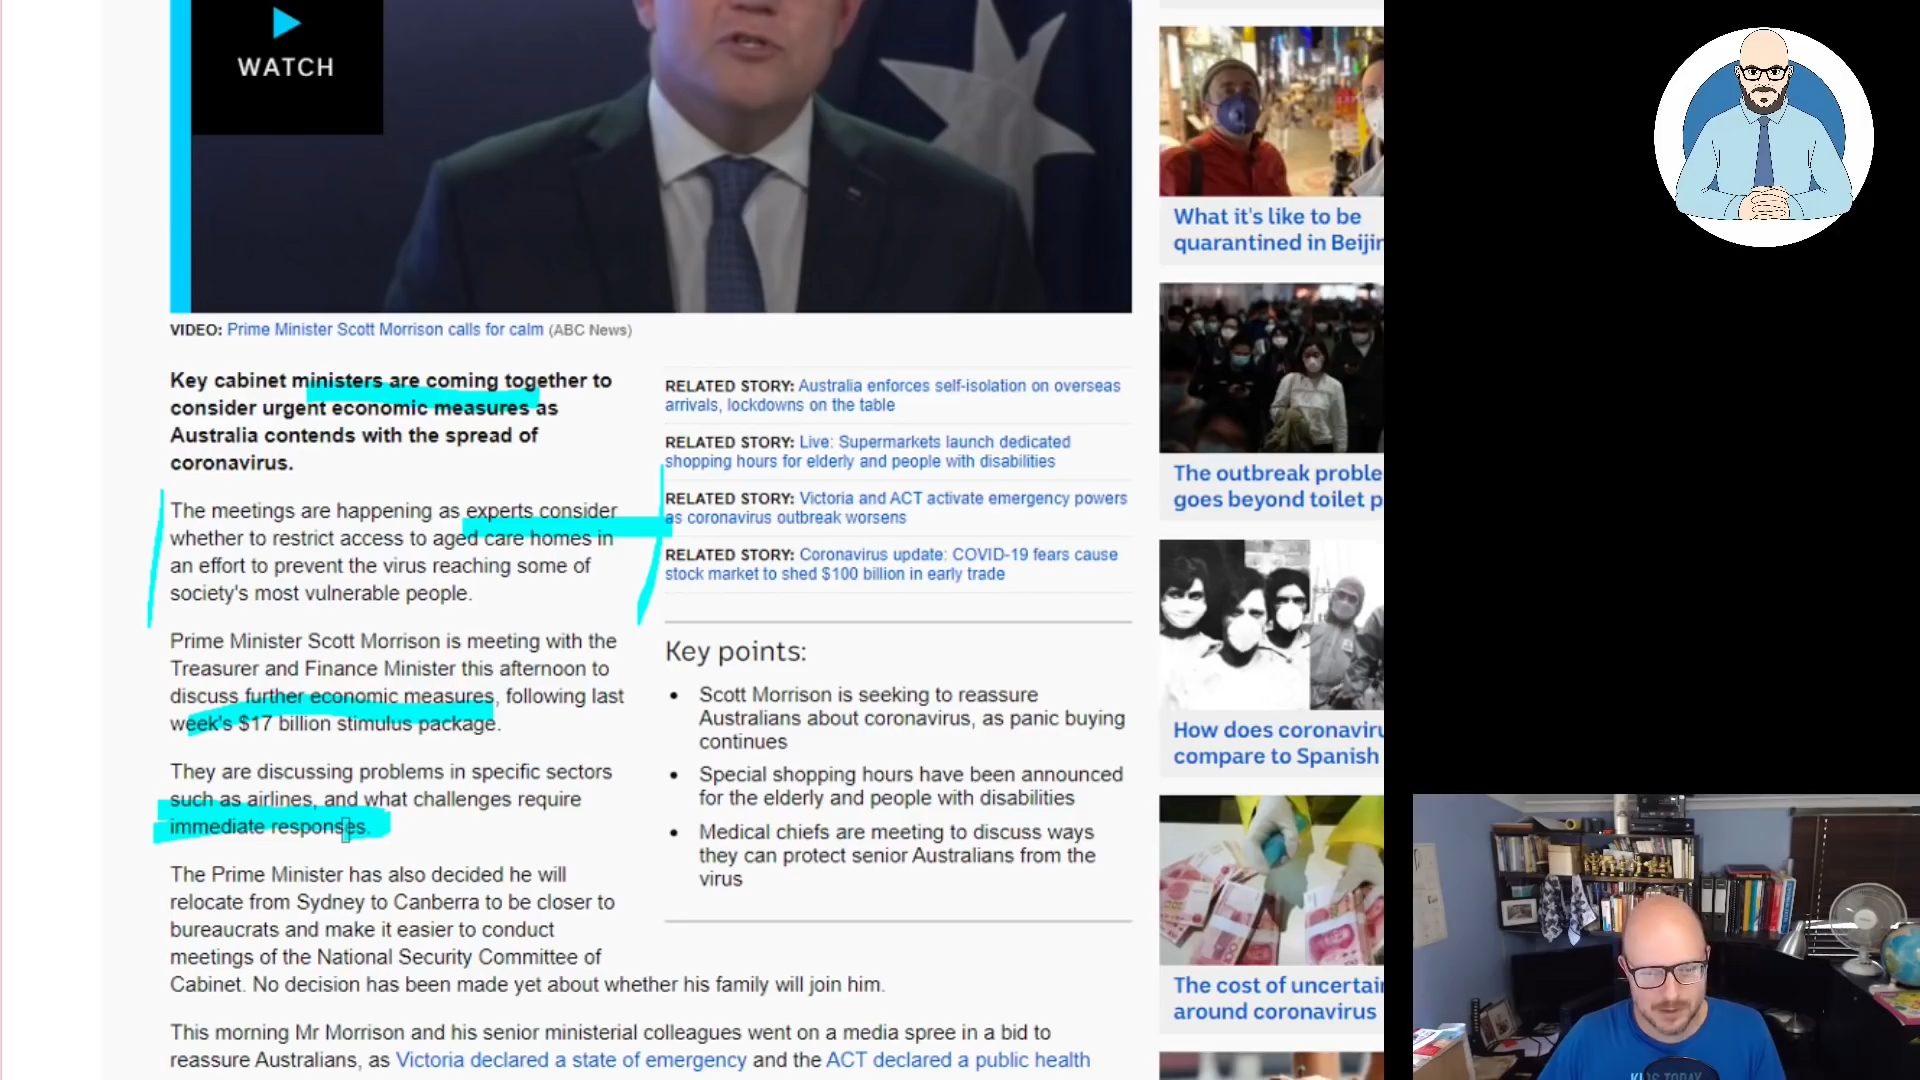 WATCH
VIDEO: Prime Minister Scott Morrison calls for calm (ABC News)
Key cabinet ministers are coming together to
consider urgent economic measures as
Australia contends with the spread of
coronavirus.
The meetings are happening as experts consider
whether to restrict access to aged care homes in
an effort to prevent the virus reaching some of
society's most vulnerable people.
Prime Minister Scott Morrison is meeting with the
Treasurer and Finance Minister this afternoon to
discuss further economic measures, following last
week's $17 billion stimulus package.
They are discussing problems in specific sectors
such as airlines, and what challenges require
immediate responses.
The Prime Minister has also decided he will
relocate from Sydney to Canberra to be closer to
bureaucrats and make it easier to conduct
meetings of the National Security Committee of
Cabinet. No decision has been made yet about whether his family will join him.
This morning Mr Morrison and his senior ministerial colleagues went on a media spree in a bid to
reassure Australians, as Victoria declared a state of emergency and the ACT declared a public health
RELATED STORY: Australia enforces self-isolation on overseas
arrivals, lockdowns on the table
RELATED STORY: Live: Supermarkets launch dedicated
shopping hours for elderly and people with disabilities
RELATED STORY: Victoria and ACT activate emergency powers
as coronavirus outbreak worsens
RELATED STORY: Coronavirus update: COVID-19 fears cause
stock market to shed $100 billion in early trade
Key points:
• Scott Morrison is seeking to reassure
Australians about coronavirus, as panic buying
continues
• Special shopping hours have been announced
for the elderly and people with disabilities
• Medical chiefs are meeting to discuss ways
they can protect senior Australians from the
virus
What it's like to be
quarantined in Beijin
The outbreak proble
goes beyond toilet p
How does coronaviru
compare to Spanish
The cost of uncertain
around coronavirus
KIDS TODAY